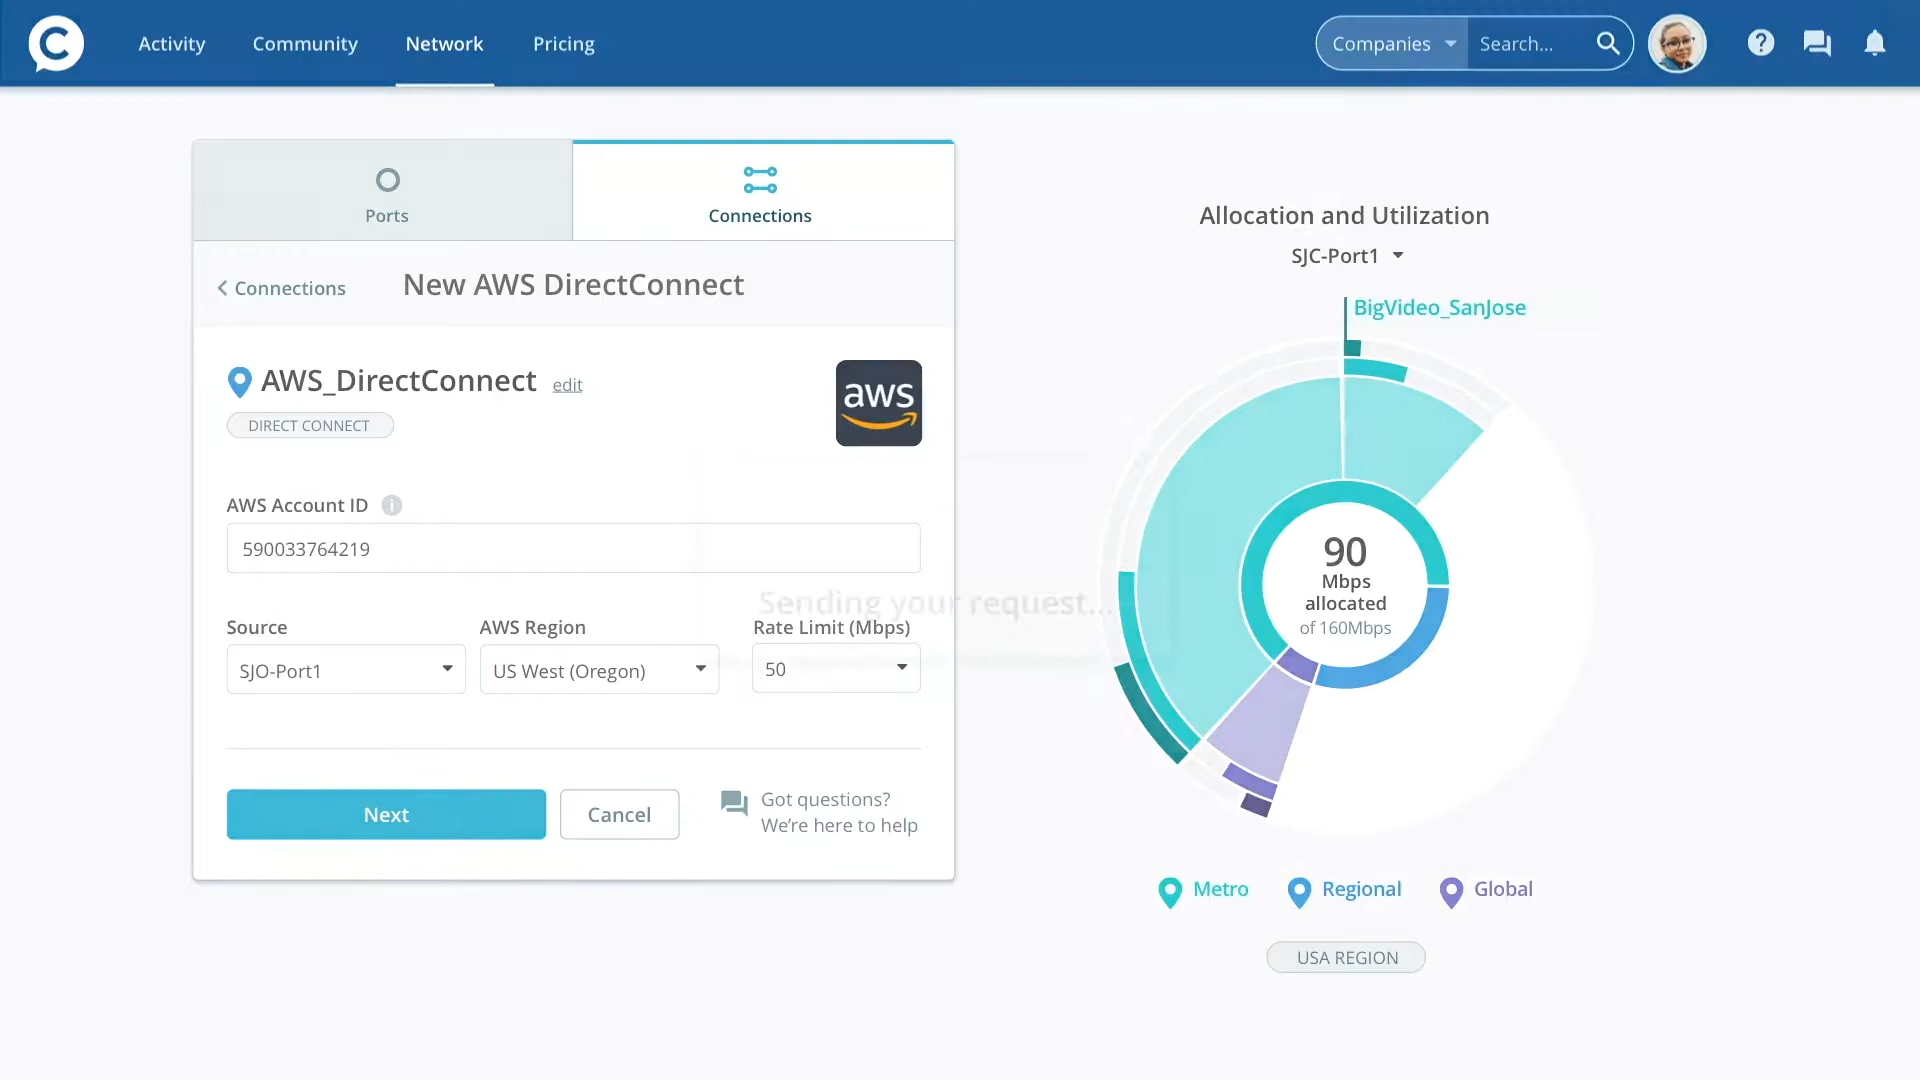 C
Activity
Community
Network
Pricing
Companies
Search...
Ports
Connections
Connections
New AWS DirectConnect
AWS_DirectConnect
edit
DIRECT CONNECT
aws
AWS Account ID
i
590033764219
Sending your request...
Source
AWS Region
Rate Limit (Mbps)
SJO-Port1
US West (Oregon)
50
Next
Cancel
Got questions?
We’re here to help
Allocation and Utilization
SJC-Port1
BigVideo_SanJose
90
Mbps
allocated
of 160Mbps
Metro
Regional
Global
USA REGION
?